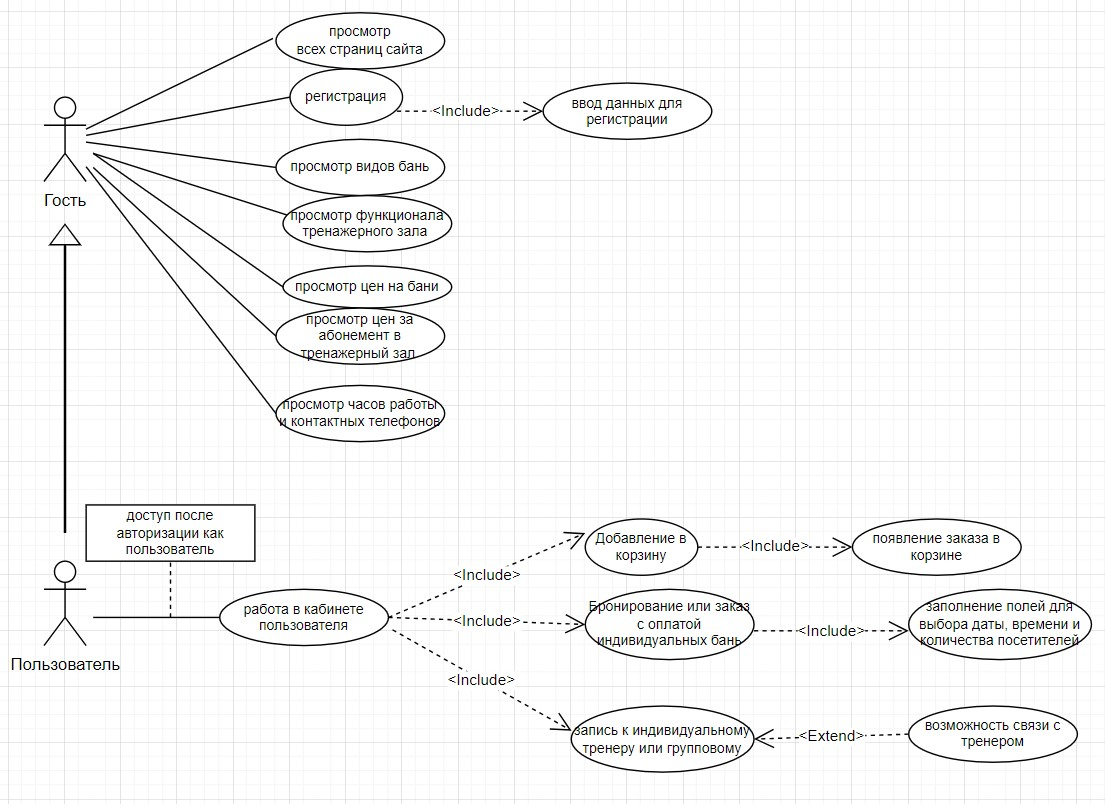 просмотр
всех страниц сайта
регистрация
<Include>
ввод данных для
регистрации
просмотр видов бань
Гость
просмотр функционала
тренажерного зала
просмотр цен на бани
просмотр цен за
абонемент в
тренажерный зал
просмотр часов работы
и контактных телефонов
доступ после
авторизации как
пользователь
Пользователь
работа в кабинете
пользователя
<Include>
Добавление в
корзину
<Include>
появление заказа в
корзине
<Include>
Бронирование или заказ
с оплатой
индивидуальных бань
<Include>
заполнение полей для
выбора даты, времени и
количества посетителей
<Include>
запись к индивидуальному
тренеру или групповому
<Extend>
возможность связи с
тренером